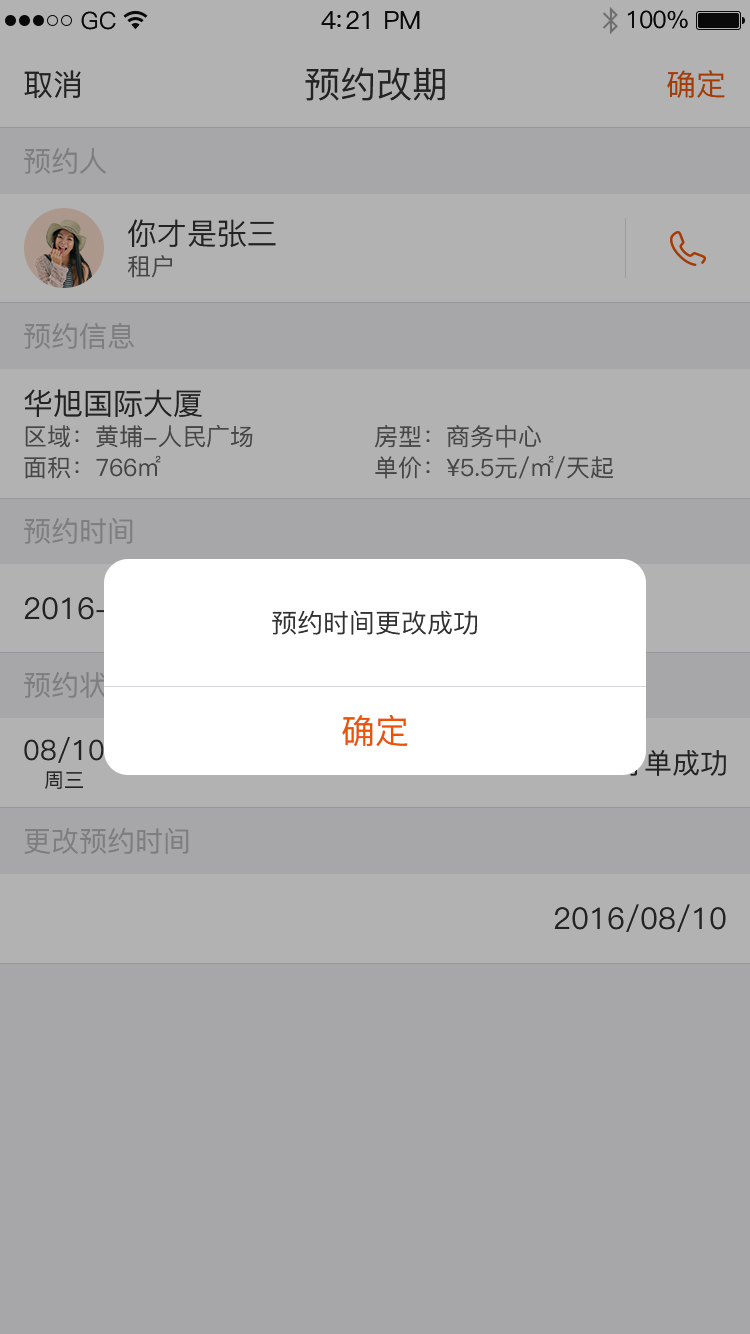 GC 4:21 PM 100%
取消 预约改期 确定
预约人
你才是张三
租户
预约信息
华旭国际大厦
区域：黄埔-人民广场 房型：商务中心
面积：766㎡ 单价：¥5.5元/㎡/天起
预约时间
2016-
预约时间更改成功
预约状
确定
08/10 单成功
周三
更改预约时间
2016/08/10